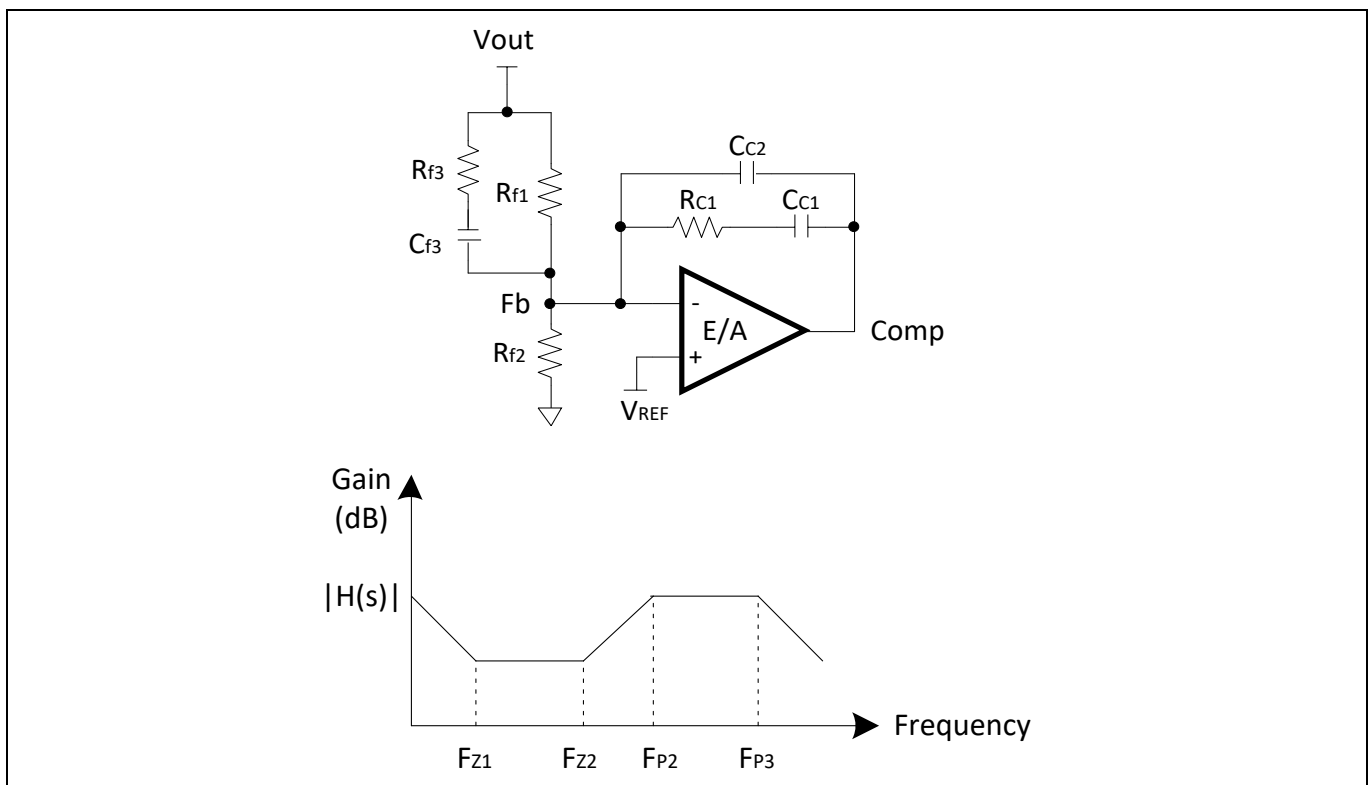 Vout
CC2
Rf3
Rf1
RC1
CC1
Cf3
Fb
-
E/A
Comp
Rf2
+
VREF
Gain
(dB)
|H(s)|
Frequency
FZ1
FZ2
FP2
FP3